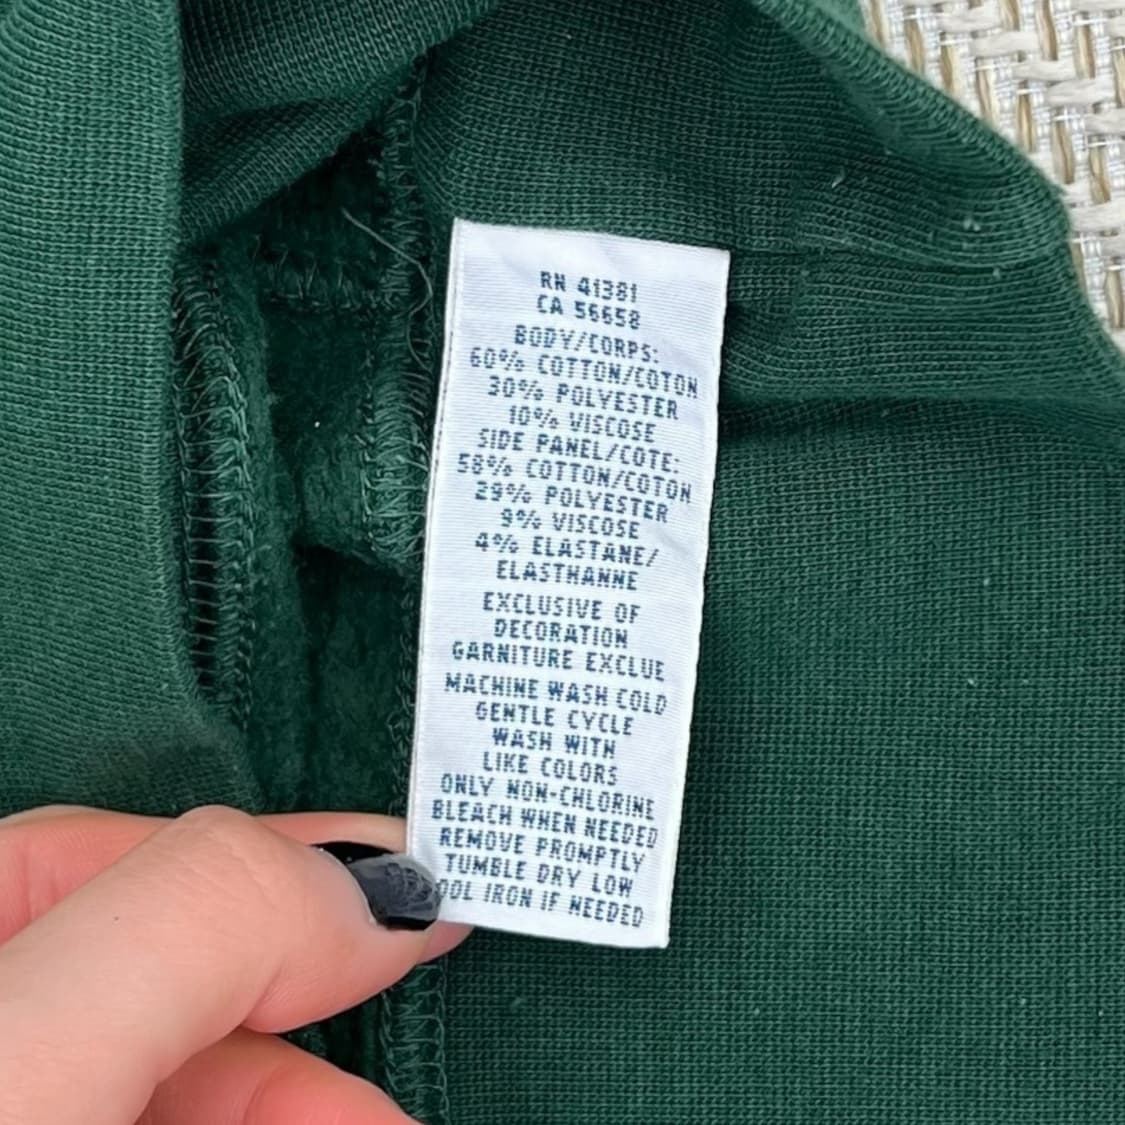 RN 41381
CA 56658
BODY/CORPS:
60% COTTON/COTON
30% POLYESTER
10% VISCOSE
SIDE PANEL/COTE:
58% COTTON/COTON
29% POLYESTER
9% VISCOSE
4% ELASTANE/
ELASTHANNE
EXCLUSIVE OF
DECORATION
GARNITURE EXCLUE
MACHINE WASH COLD
GENTLE CYCLE
WASH WITH
LIKE COLORS
ONLY NON-CHLORINE
BLEACH WHEN NEEDED
REMOVE PROMPTLY
TUMBLE DRY LOW
OOL IRON IF NEEDED